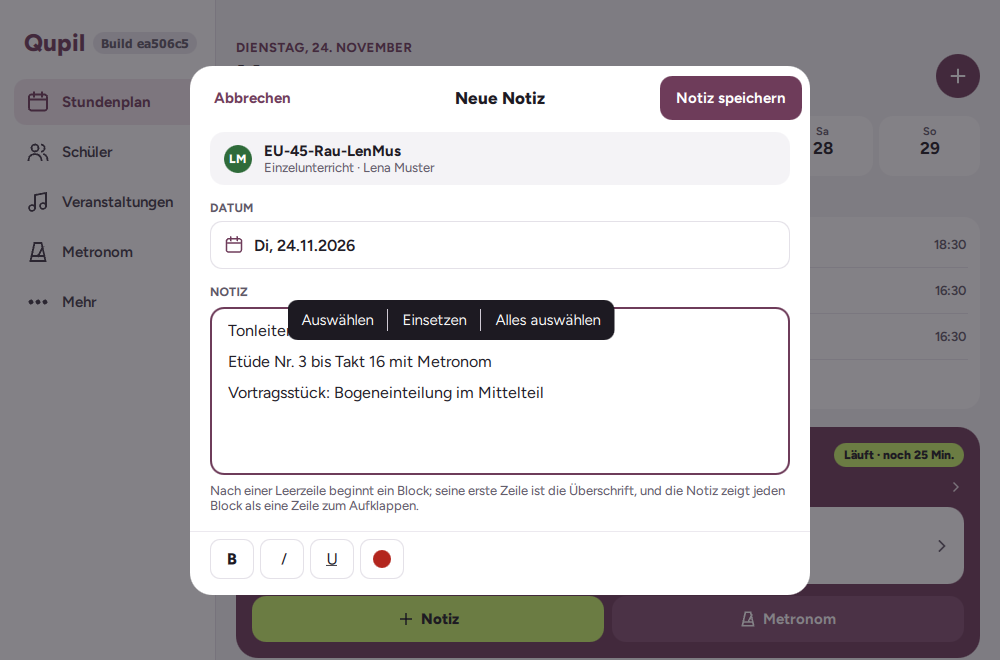 Qupil
Build ea506c5
Stundenplan
Schüler
Veranstaltungen
Metronom
Mehr
DIENSTAG, 24. NOVEMBER
Sa
28
So
29
18:30
16:30
16:30
Läuft · noch 25 Min.
Abbrechen
Neue Notiz
Notiz speichern
LM
EU-45-Rau-LenMus
Einzelunterricht · Lena Muster
DATUM
Di, 24.11.2026
NOTIZ
Auswählen
Einsetzen
Alles auswählen
Etüde Nr. 3 bis Takt 16 mit Metronom
Vortragsstück: Bogeneinteilung im Mittelteil
Nach einer Leerzeile beginnt ein Block; seine erste Zeile ist die Überschrift, und die Notiz zeigt jeden
Block als eine Zeile zum Aufklappen.
B
I
U
+ Notiz
Metronom